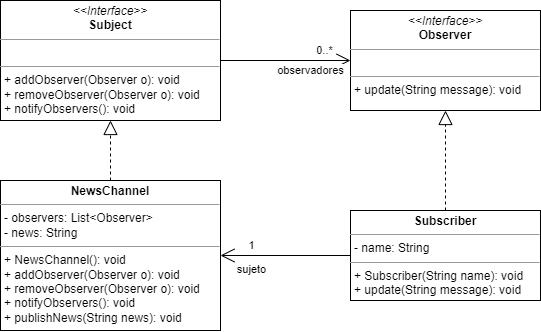 <<Interface>>
Subject
+ addObserver(Observer o): void
+ removeObserver(Observer o): void
+ notifyObservers(): void
<<Interface>>
Observer
+ update(String message): void
0..*
observadores
NewsChannel
- observers: List<Observer>
- news: String
+ NewsChannel(): void
+ addObserver(Observer o): void
+ removeObserver(Observer o): void
+ notifyObservers(): void
+ publishNews(String news): void
1
sujeto
Subscriber
- name: String
+ Subscriber(String name): void
+ update(String message): void